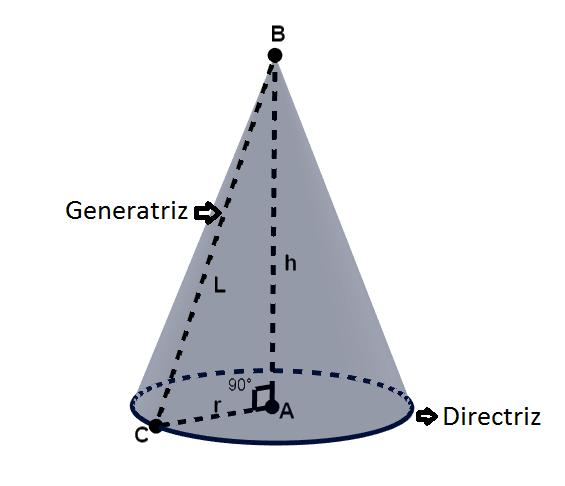 B
Generatriz
h
L
90°
r
A
Directriz
C